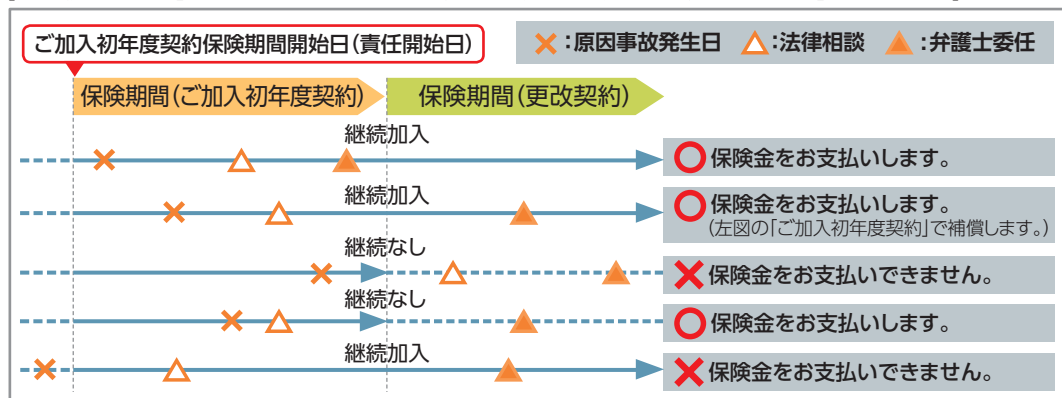 ご加入初年度契約保険期間開始日(責任開始日)
×:原因事故発生日 △:法律相談 ▲:弁護士委任
保険期間(ご加入初年度契約) 保険期間(更改契約)
継続加入
保険金をお支払いします。
継続加入
保険金をお支払いします。
(左図の「ご加入初年度契約」で補償します。)
継続なし
保険金をお支払いできません。
継続なし
保険金をお支払いします。
継続加入
保険金をお支払いできません。